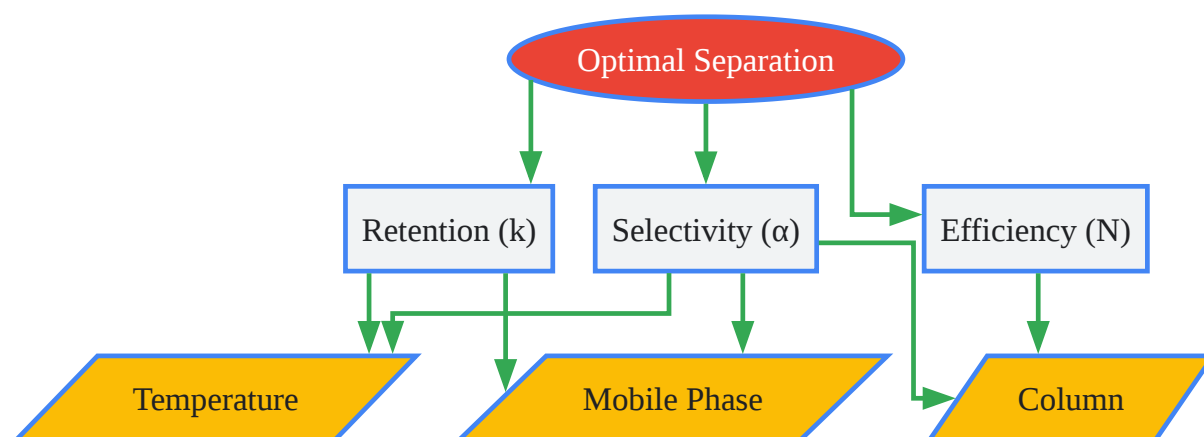 Optimal Separation
Retention (k)
Selectivity (α)
Efficiency (N)
Temperature
Mobile Phase
Column